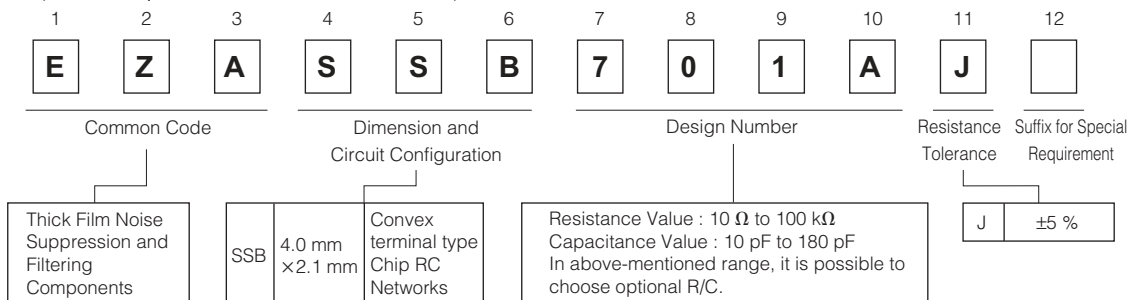 1 2 3 4 5 6 7 8 9 10 11 12
E Z A S S B 7 0 1 A J
Common Code
Dimension and
Circuit Configuration
Design Number
Resistance
Tolerance
Suffix for Special
Requirement
Thick Film Noise
Suppression and
Filtering
Components
SSB
4.0 mm
×2.1 mm
Convex
terminal type
Chip RC
Networks
Resistance Value : 10 Ω to 100 kΩ
Capacitance Value : 10 pF to 180 pF
In above-mentioned range, it is possible to
choose optional R/C.
J ±5 %